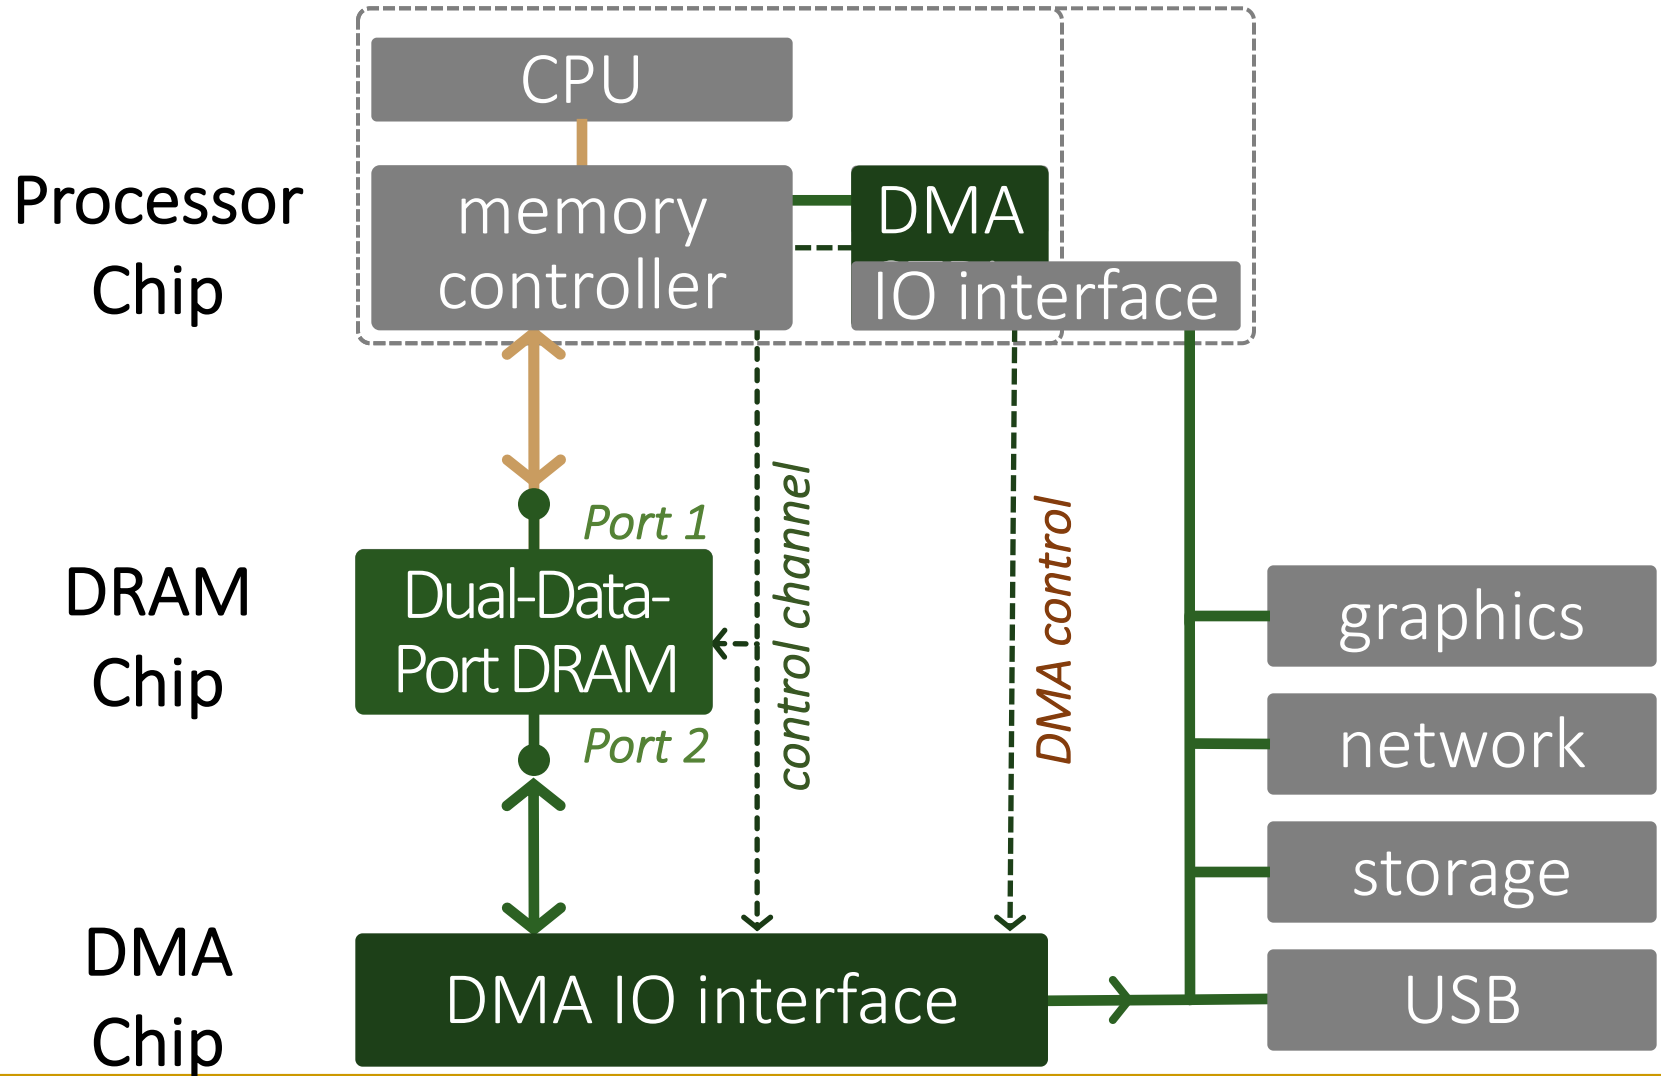 Processor
Chip
CPU
memory
controller
DMA
IO interface
Port 1
control channel
DMA control
DRAM
Chip
Dual-Data-
Port DRAM
Port 2
graphics
network
storage
USB
DMA
Chip
DMA IO interface